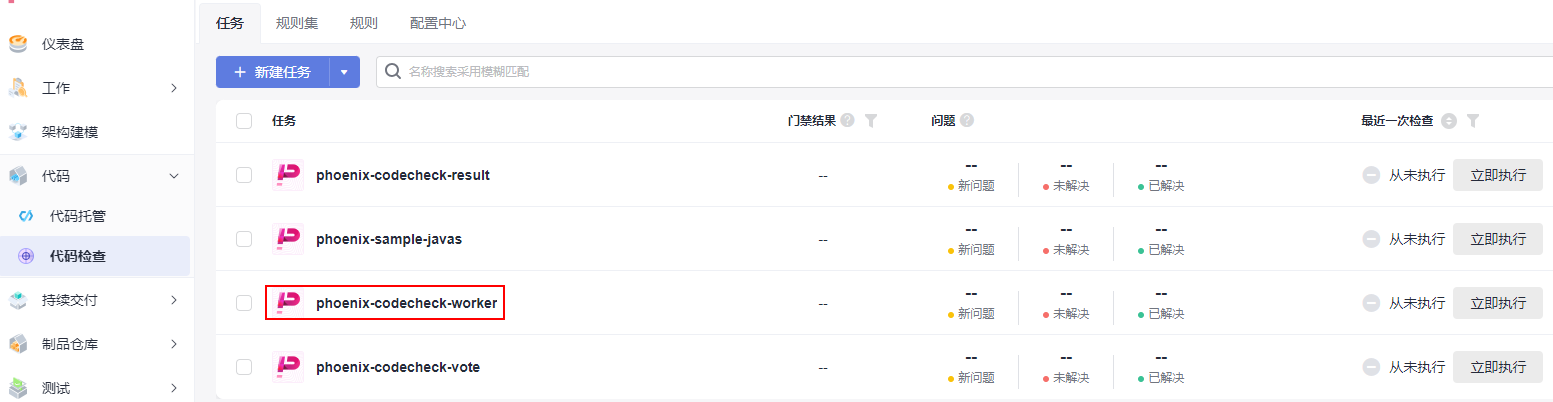 任务 规则集 规则 配置中心
仪表盘
工作
架构建模
代码
代码托管
代码检查
持续交付
制品仓库
测试
新建任务 名称搜索采用模糊匹配
任务 门禁结果 ? 问题 ? 最近一次检查
phoenix-codecheck-result -- -- 新问题 -- 未解决 -- 已解决 从未执行 立即执行
phoenix-sample-javas -- -- 新问题 -- 未解决 -- 已解决 从未执行 立即执行
phoenix-codecheck-worker -- -- 新问题 -- 未解决 -- 已解决 从未执行 立即执行
phoenix-codecheck-vote -- -- 新问题 -- 未解决 -- 已解决 从未执行 立即执行